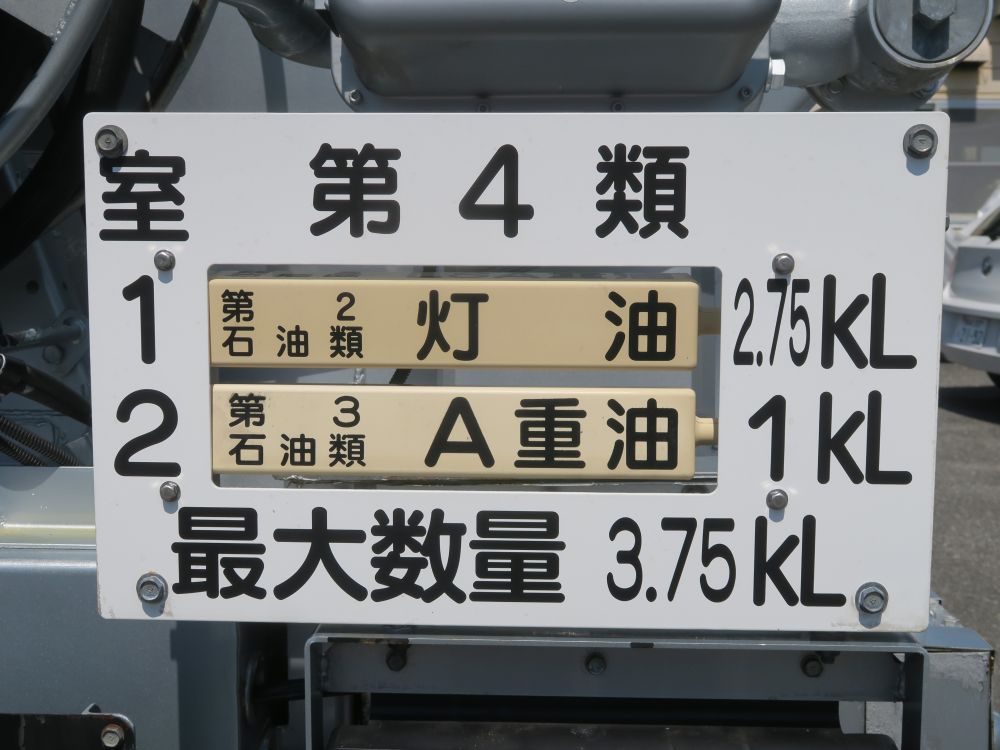 室 第4類
1 第2石油類 灯油 2.75kL
2 第3石油類 A重油 1kL
最大数量 3.75kL